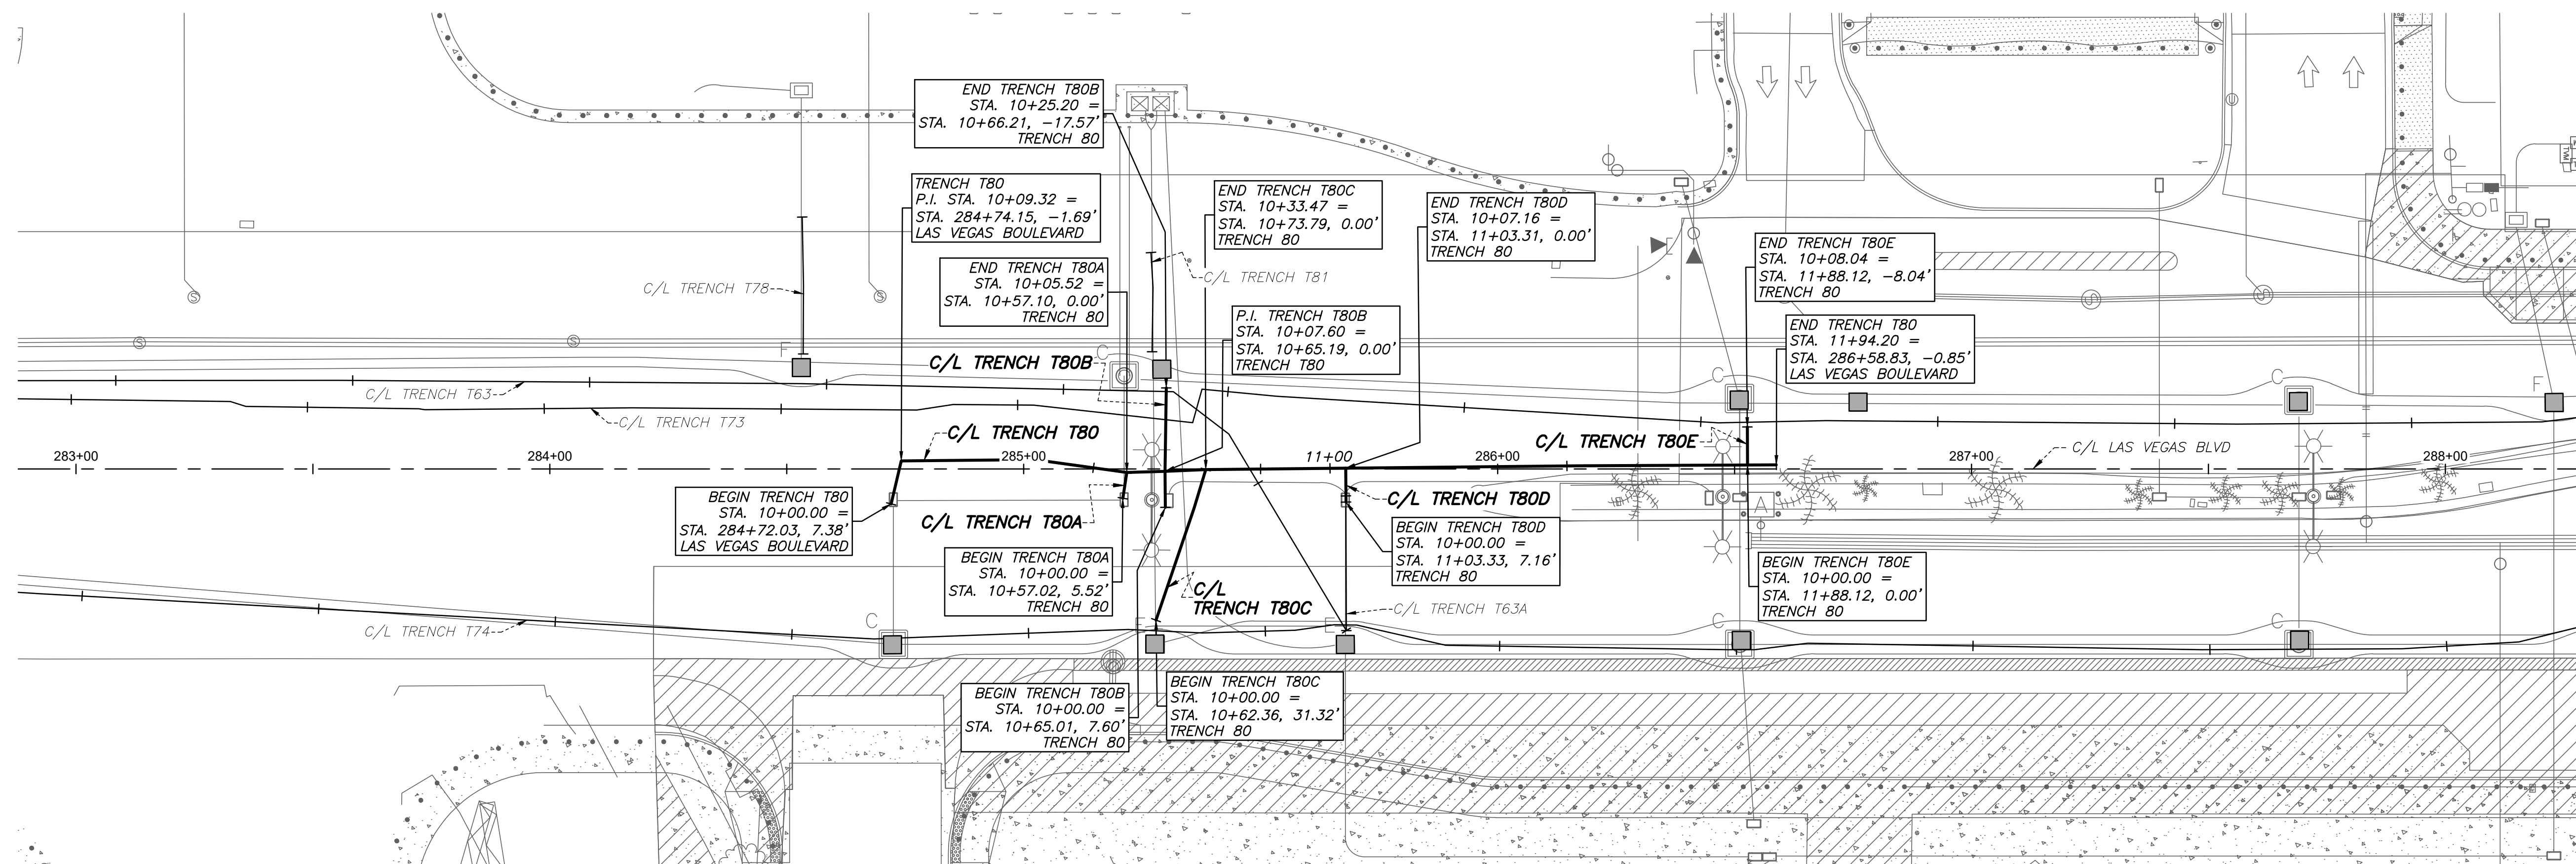 END TRENCH T80B
STA. 10+25.20 =
STA. 10+66.21, −17.57'
TRENCH 80
TRENCH T80
P.I. STA. 10+09.32 =
STA. 284+74.15, −1.69'
LAS VEGAS BOULEVARD
END TRENCH T80C
STA. 10+33.47 =
STA. 10+73.79, 0.00'
TRENCH 80
END TRENCH T80D
STA. 10+07.16 =
STA. 11+03.31, 0.00'
TRENCH 80
END TRENCH T80E
STA. 10+08.04 =
STA. 11+88.12, −8.04'
TRENCH 80
END TRENCH T80A
STA. 10+05.52 =
STA. 10+57.10, 0.00'
TRENCH 80
C/L TRENCH T78
C/L TRENCH T81
P.I. TRENCH T80B
STA. 10+07.60 =
STA. 10+65.19, 0.00'
TRENCH T80
END TRENCH T80
STA. 11+94.20 =
STA. 286+58.83, −0.85'
LAS VEGAS BOULEVARD
TVM
S
S
S
S
S
S
F
C
C
C
F
C/L TRENCH T80B
C/L TRENCH T63
C/L TRENCH T73
C/L TRENCH T80
C/L TRENCH T80E
C/L LAS VEGAS BLVD
283+00
284+00
285+00
11+00
286+00
287+00
288+00
BEGIN TRENCH T80
STA. 10+00.00 =
STA. 284+72.03, 7.38'
LAS VEGAS BOULEVARD
C/L TRENCH T80A
C/L TRENCH T80D
A
BEGIN TRENCH T80D
STA. 10+00.00 =
STA. 11+03.33, 7.16'
TRENCH 80
BEGIN TRENCH T80A
STA. 10+00.00 =
STA. 10+57.02, 5.52'
TRENCH 80
BEGIN TRENCH T80E
STA. 10+00.00 =
STA. 11+88.12, 0.00'
TRENCH 80
C/L
TRENCH T80C
C/L TRENCH T63A
C/L TRENCH T74
C
F
F
C
C
BEGIN TRENCH T80B
STA. 10+00.00 =
STA. 10+65.01, 7.60'
TRENCH 80
BEGIN TRENCH T80C
STA. 10+00.00 =
STA. 10+62.36, 31.32'
TRENCH 80